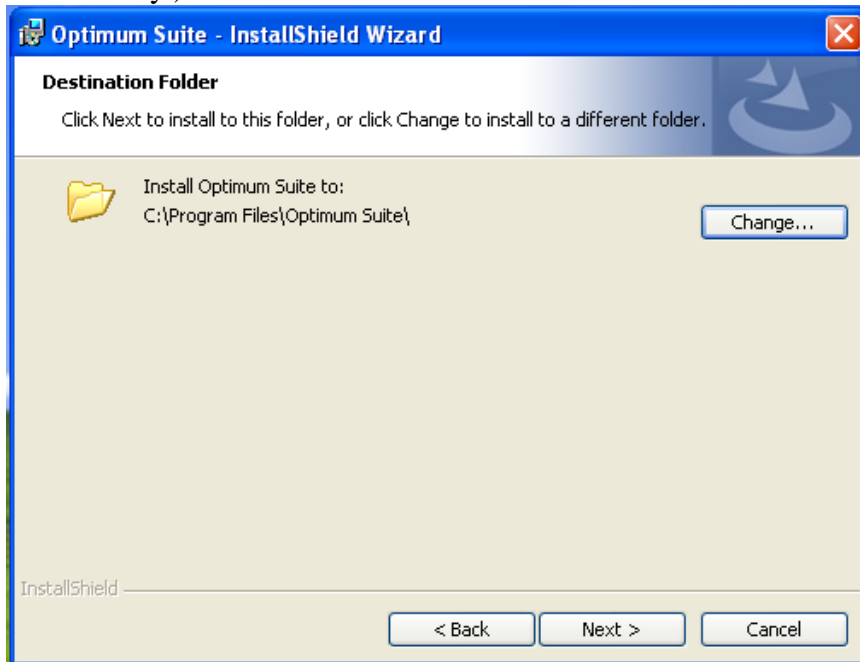 Optimum Suite - InstallShield Wizard
Destination Folder
Click Next to install to this folder, or click Change to install to a different folder.
Install Optimum Suite to:
C:\Program Files\Optimum Suite\
Change...
InstallShield
< Back
Next >
Cancel